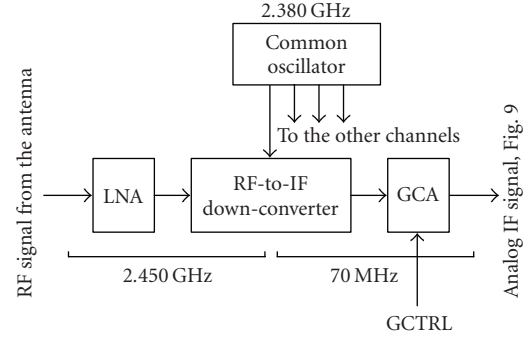 2.380 GHz
Common
oscillator
To the other channels
RF signal from the antenna
LNA
RF-to-IF
down-converter
GCA
Analog IF signal, Fig. 9
2.450 GHz
70 MHz
GCTRL